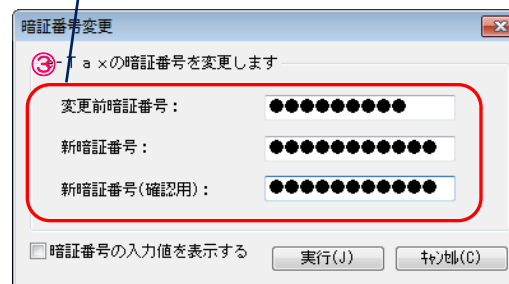 暗証番号変更
③-Taxの暗証番号を変更します
変更前暗証番号： ●●●●●●●●●
新暗証番号： ●●●●●●●●●●●
新暗証番号(確認用)： ●●●●●●●●●●●
暗証番号の入力値を表示する 実行(J) ｷｬﾝｾﾙ(C)